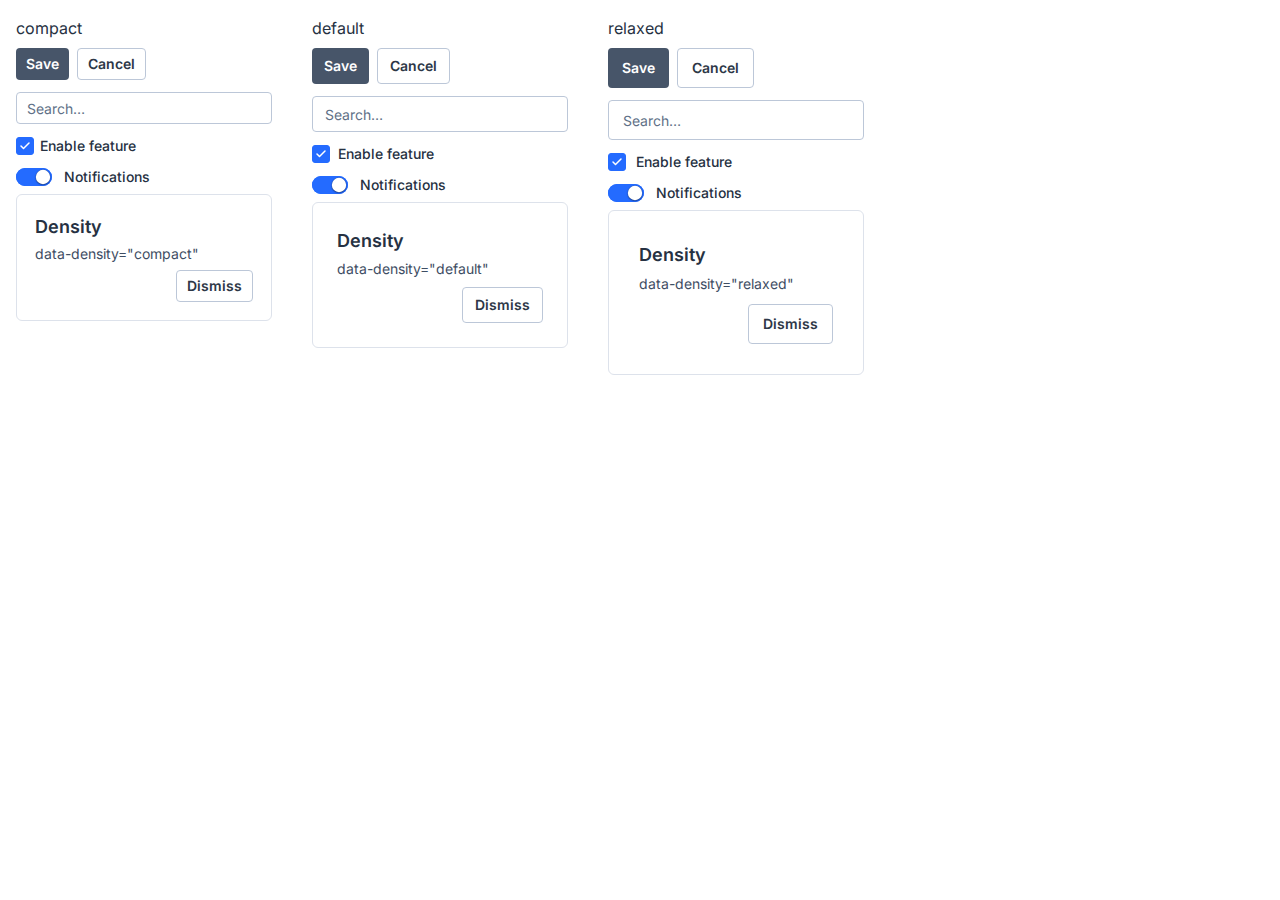 compact
Save Cancel
Search...
Enable feature
Notifications
Density
data-density="compact"
Dismiss
default
Save Cancel
Search...
Enable feature
Notifications
Density
data-density="default"
Dismiss
relaxed
Save Cancel
Search...
Enable feature
Notifications
Density
data-density="relaxed"
Dismiss